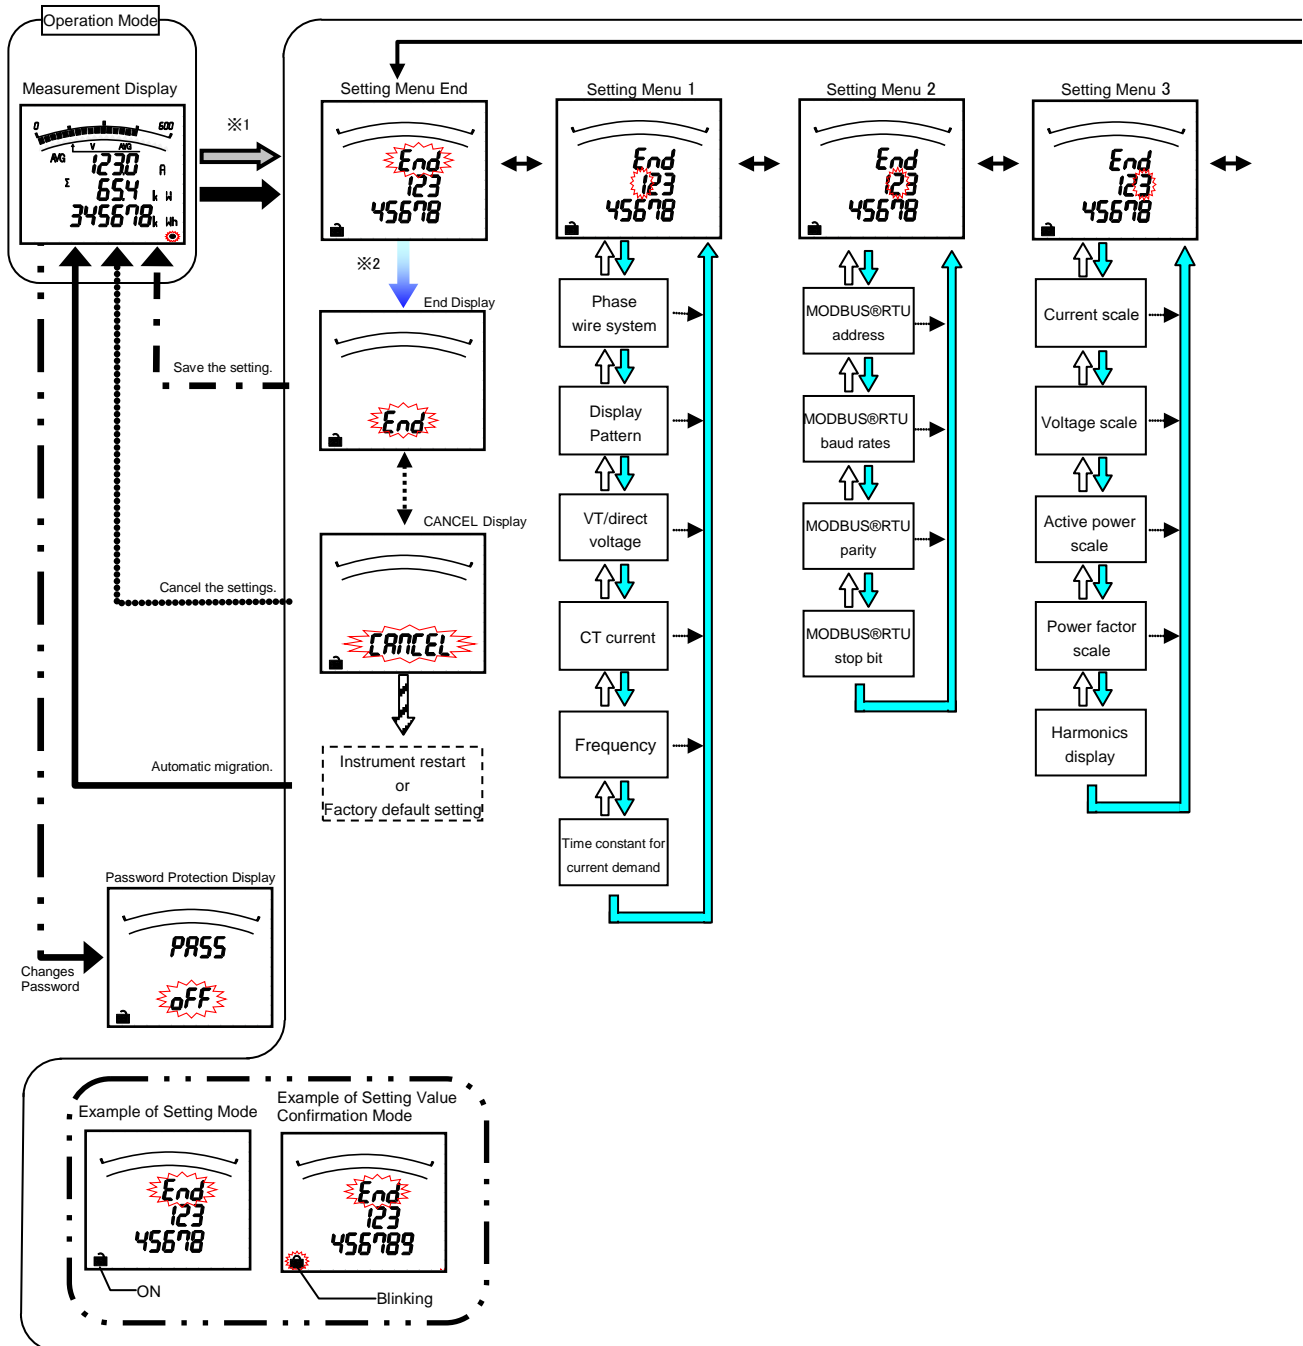 Operation Mode
Measurement Display
0 600
V AVG
AVG 123.0 A
Σ 65.4 k W
345678 k Wh
※1
Setting Menu End
End
123
45678
※2
End Display
End
CANCEL Display
CANCEL
Instrument restart
or
Factory default setting
Save the setting.
Cancel the settings.
Automatic migration.
Changes
Password
Password Protection Display
PASS
oFF
Setting Menu 1
End
123
45678
Phase
wire system
Display
Pattern
VT/direct
voltage
CT current
Frequency
Time constant for
current demand
Setting Menu 2
End
123
45678
MODBUS®RTU
address
MODBUS®RTU
baud rates
MODBUS®RTU
parity
MODBUS®RTU
stop bit
Setting Menu 3
End
123
45678
Current scale
Voltage scale
Active power
scale
Power factor
scale
Harmonics
display
Example of Setting Mode
End
123
45678
ON
Example of Setting Value
Confirmation Mode
End
123
456789
Blinking